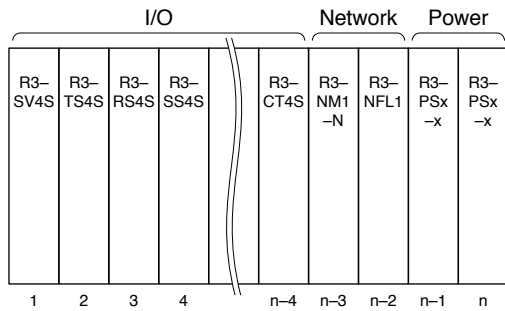 I/O Network Power
R3–
SV4S
R3–
TS4S
R3–
RS4S
R3–
SS4S
R3–
CT4S
R3–
NM1
–N
R3–
NFL1
R3–
PSx
–x
R3–
PSx
–x
1 2 3 4 n–4 n–3 n–2 n–1 n